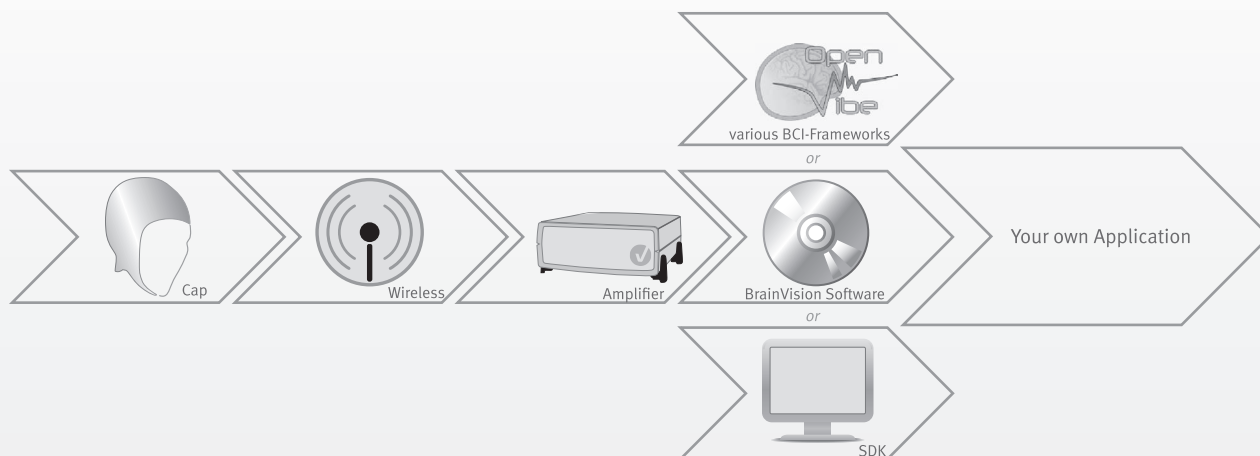 Open
Vibe
various BCI-Frameworks
or
Cap
Wireless
Amplifier
BrainVision Software
Your own Application
or
SDK